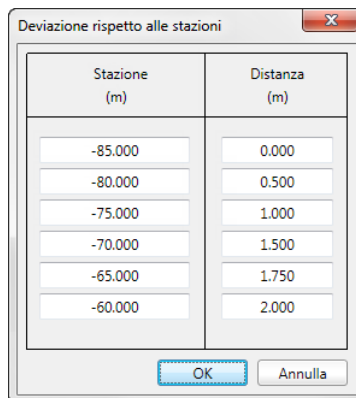 Deviazione rispetto alle stazioni
Stazione Distanza
(m) (m)
-85.000 0.000
-80.000 0.500
-75.000 1.000
-70.000 1.500
-65.000 1.750
-60.000 2.000
OK Annulla